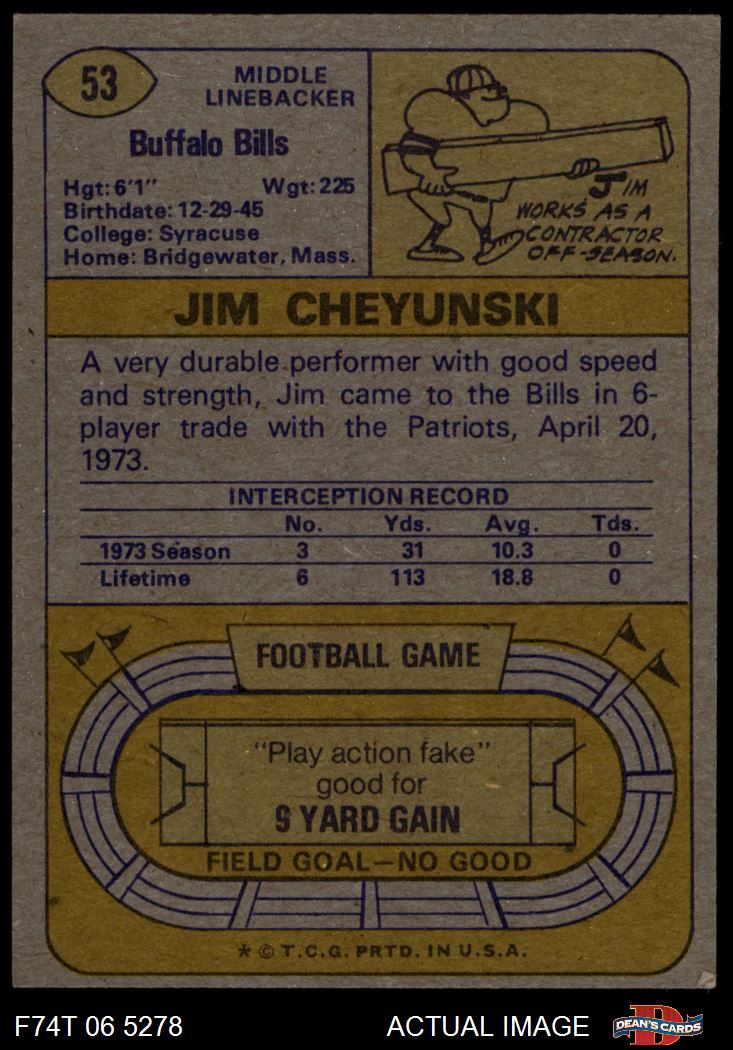 53
MIDDLE
LINEBACKER
Buffalo Bills
Hgt: 6'1" Wgt: 225
Birthdate: 12-29-45
College: Syracuse
Home: Bridgewater, Mass.
JIM
WORKS AS A
CONTRACTOR
OFF-SEASON.
JIM CHEYUNSKI
A very durable performer with good speed
and strength, Jim came to the Bills in 6-
player trade with the Patriots, April 20,
1973.
INTERCEPTION RECORD
No. Yds. Avg. Tds.
1973 Season 3 31 10.3 0
Lifetime 6 113 18.8 0
FOOTBALL GAME
"Play action fake"
good for
9 YARD GAIN
FIELD GOAL—NO GOOD
* © T.C.G. PRTD. IN U.S.A.
F74T 06 5278 ACTUAL IMAGE
D
DEAN'S CARDS